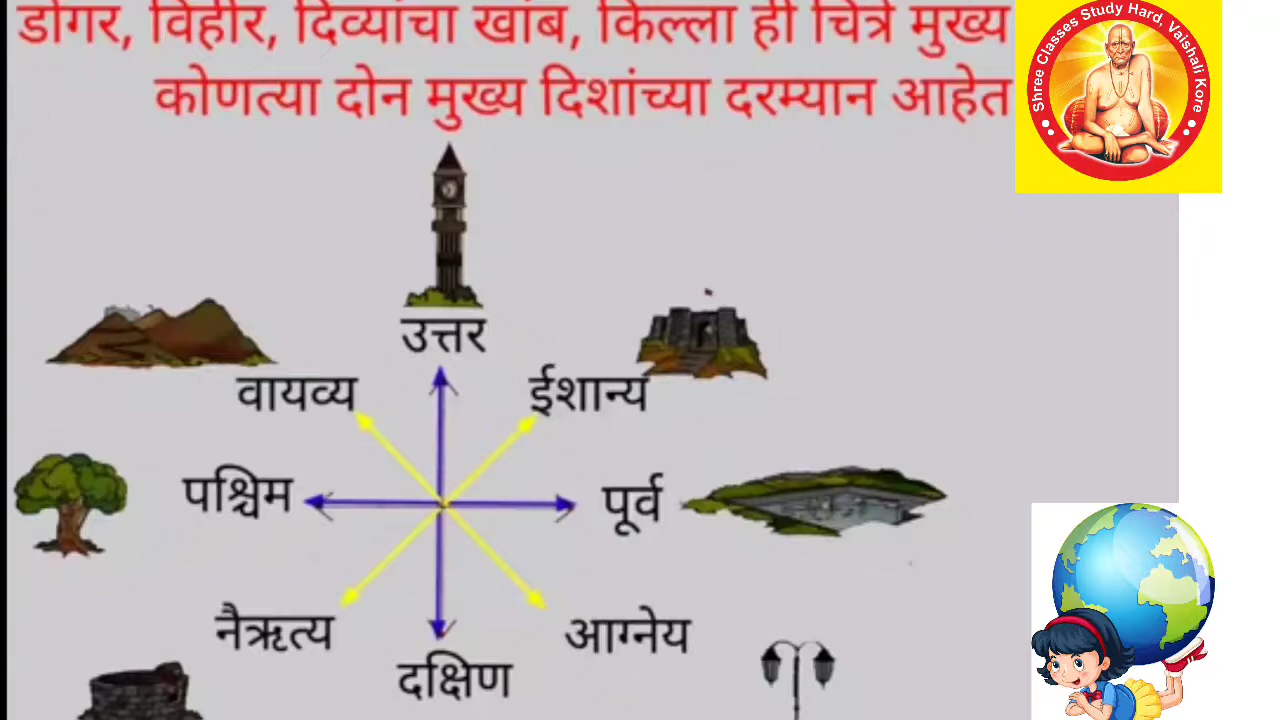 डोंगर, विहीर, दिव्यांचा खांब, किल्ला ही चित्रे मुख्य
कोणत्या दोन मुख्य दिशांच्या दरम्यान आहेत
Shree Classes Study Hard, Vaishali Kore
उत्तर
वायव्य
ईशान्य
पश्चिम
पूर्व
नैऋत्य
आग्नेय
दक्षिण